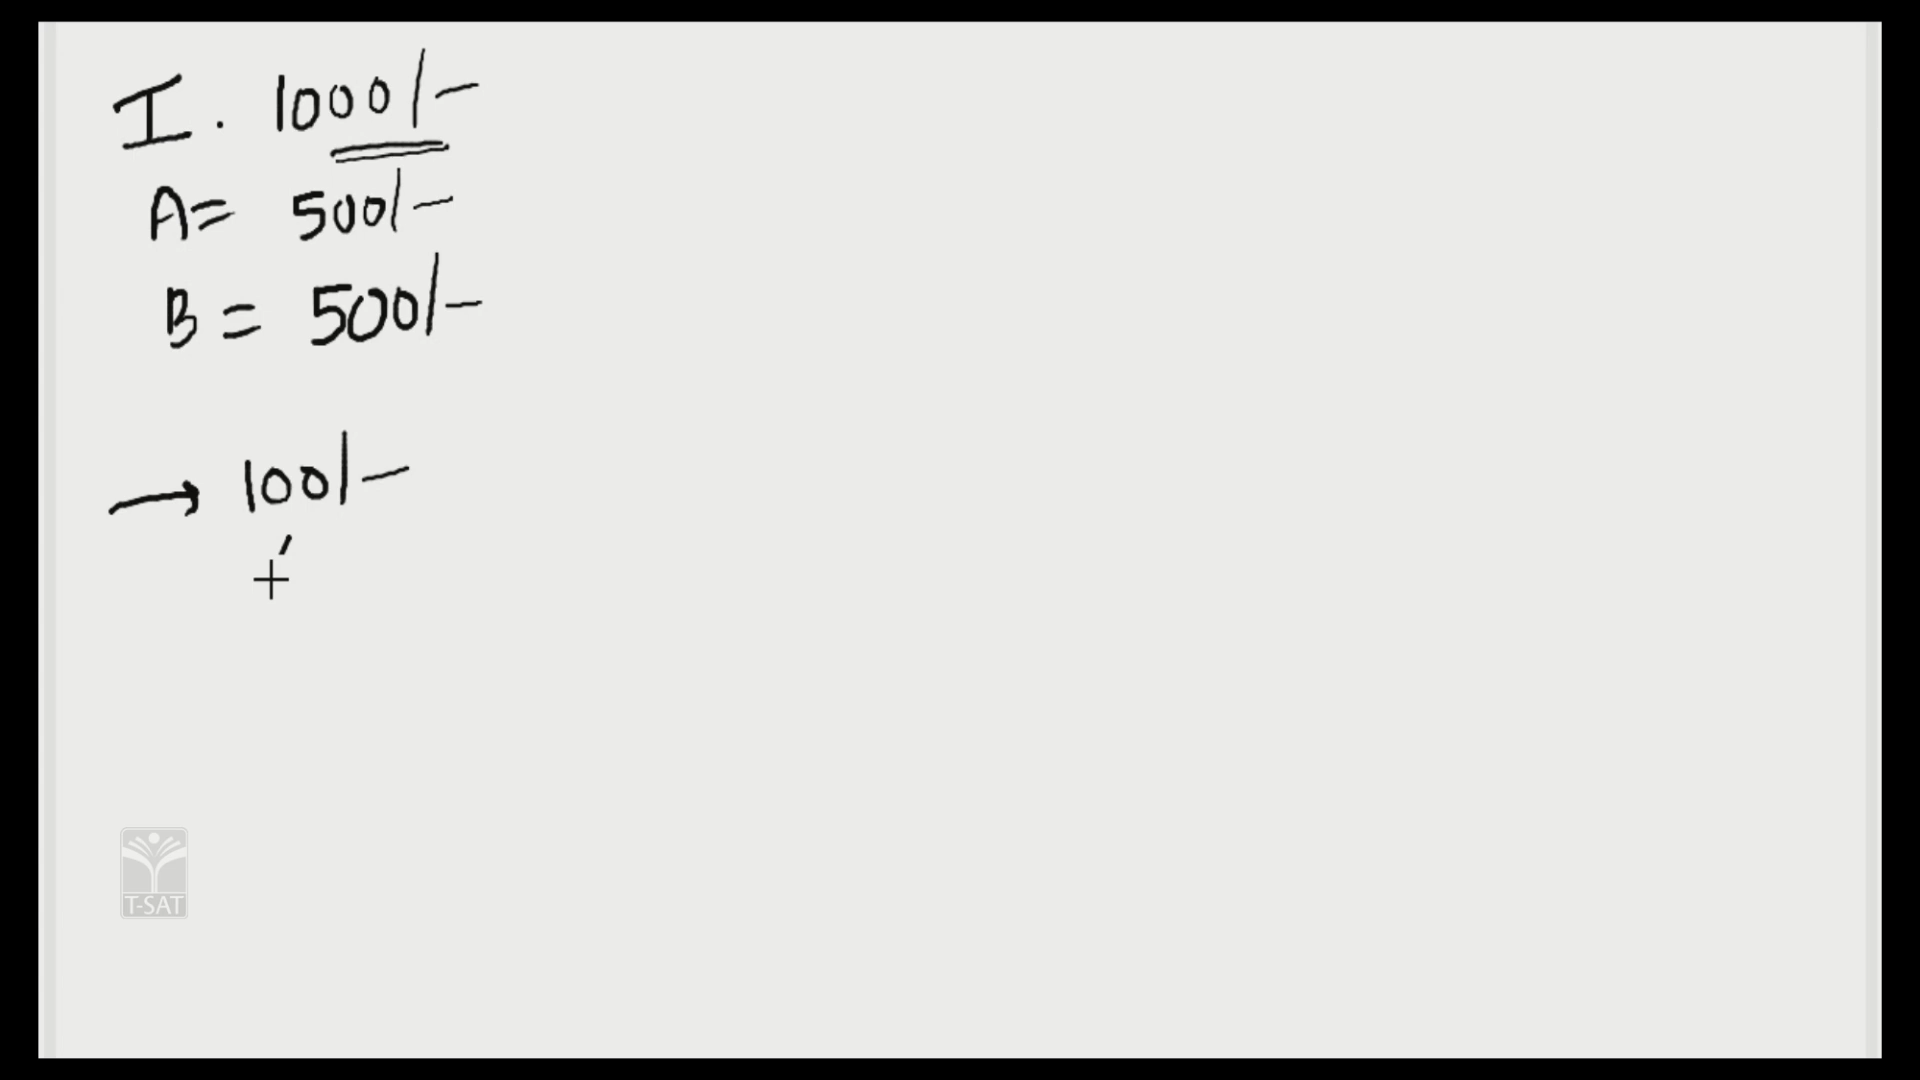 I. 1000/-
A= 500/-
B = 500/-
→ 100/-
T-SAT